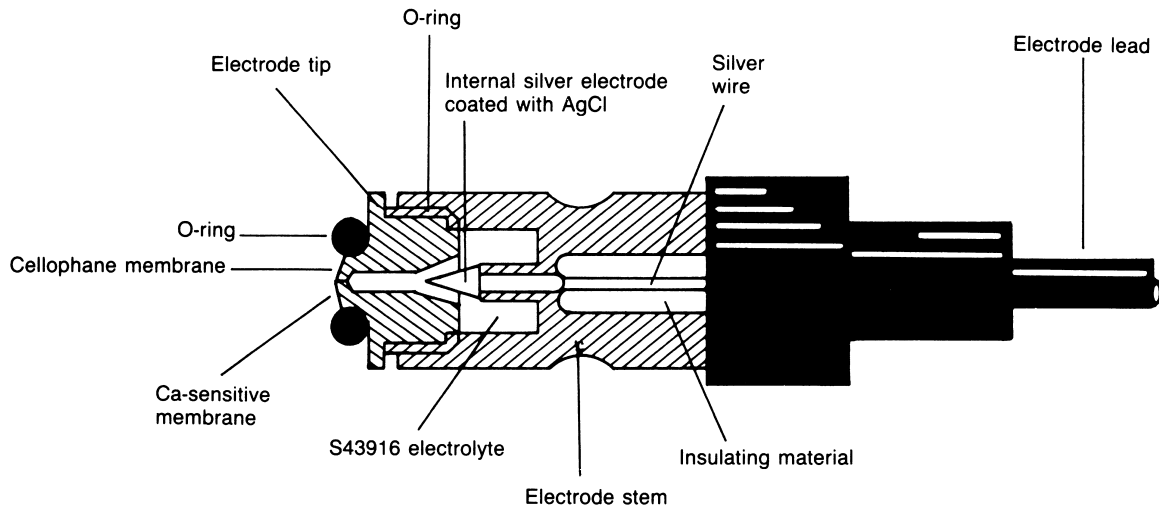 O-ring
Electrode lead
Electrode tip
Internal silver electrode
coated with AgCl
Silver
wire
O-ring
Cellophane membrane
Ca-sensitive
membrane
S43916 electrolyte
Insulating material
Electrode stem